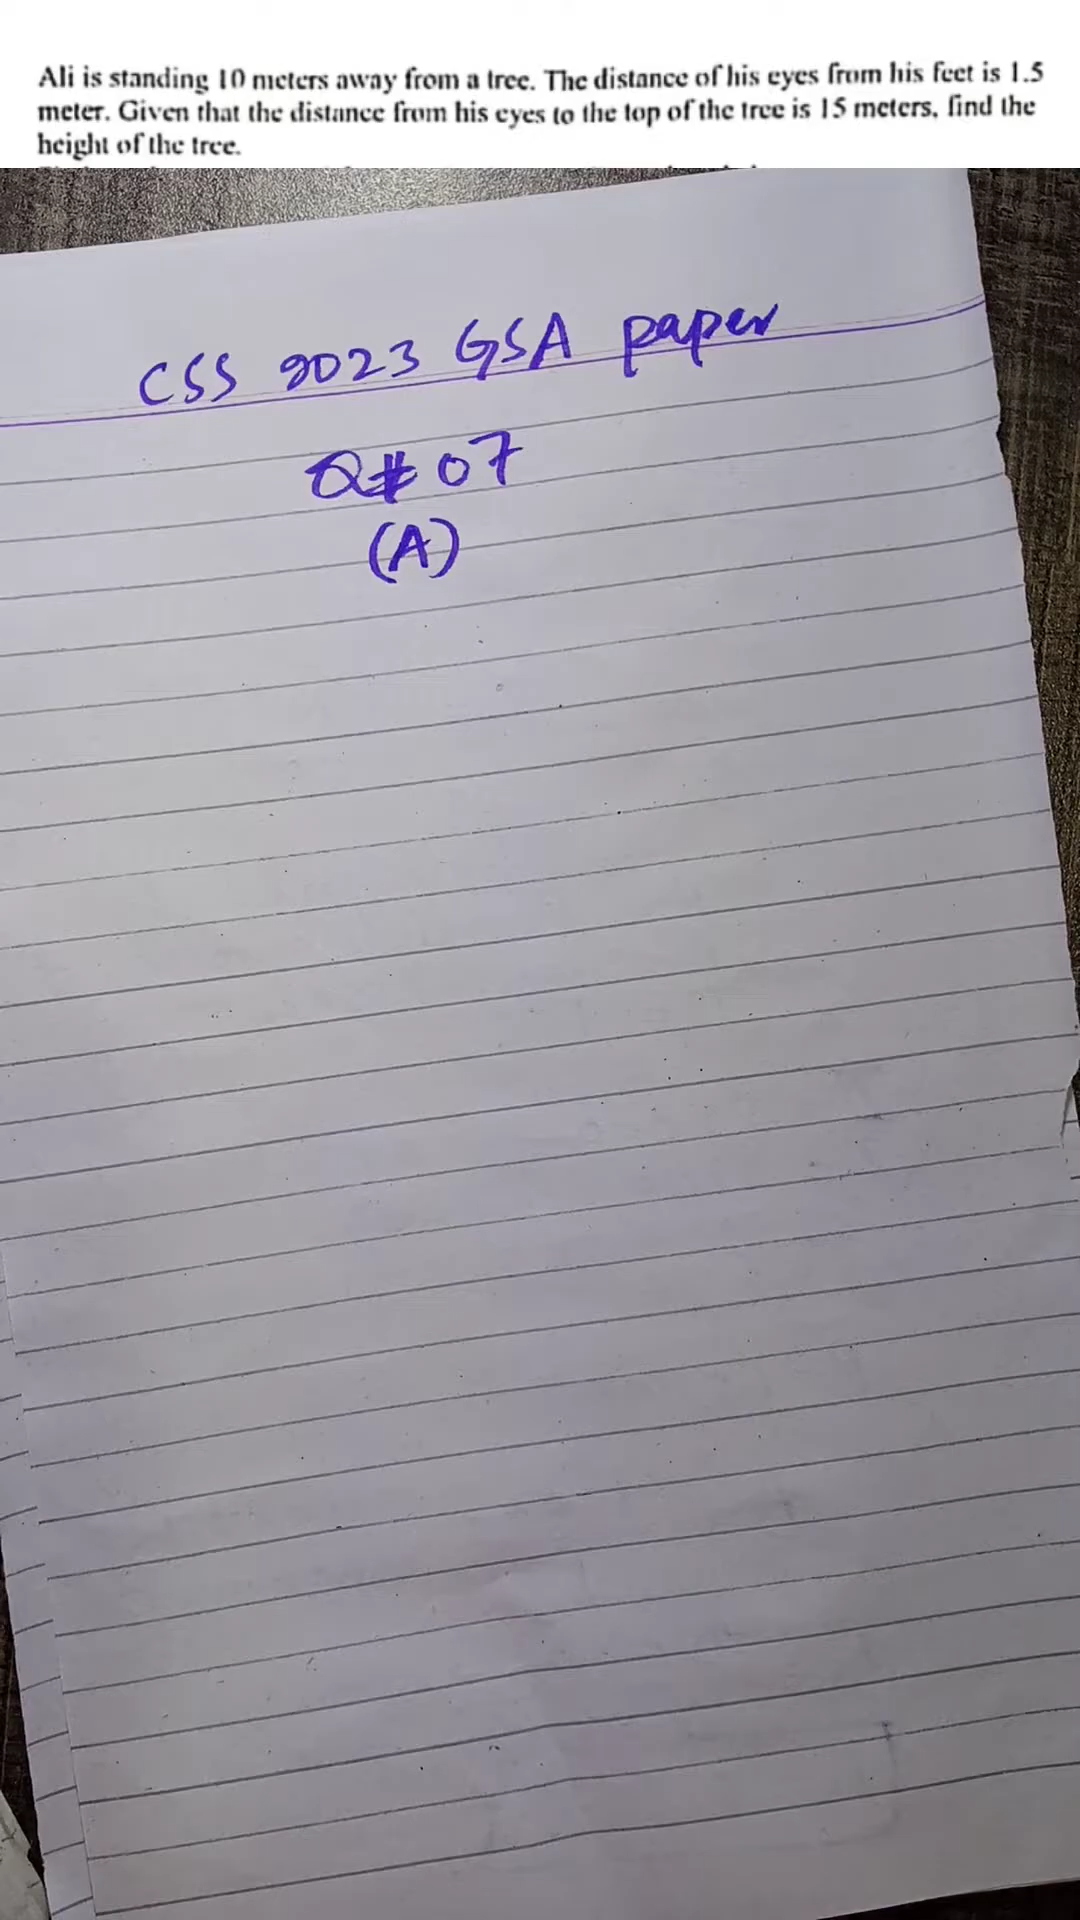 Ali is standing 10 meters away from a tree. The distance of his eyes from his feet is 1.5
meter. Given that the distance from his eyes to the top of the tree is 15 meters, find the
height of the tree.
CSS 2023 GSA paper
Q# 07
(A)